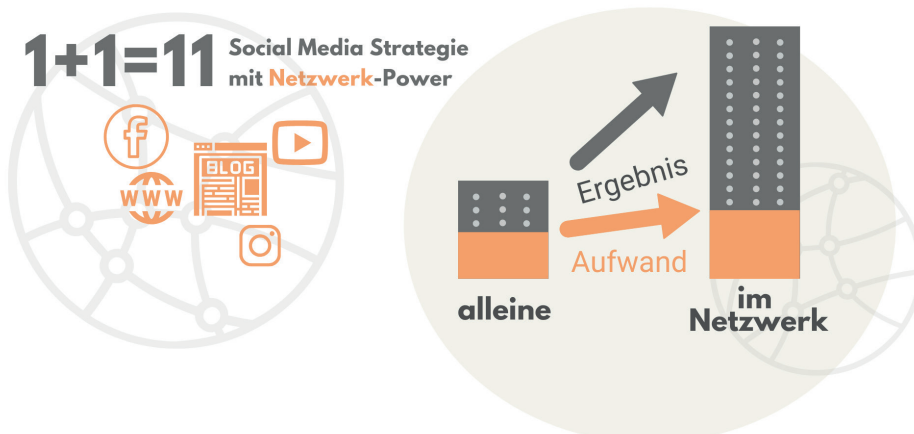 1+1=11
Social Media Strategie
mit Netzwerk-Power
f
BLOG
WWW
Ergebnis
Aufwand
alleine
im
Netzwerk